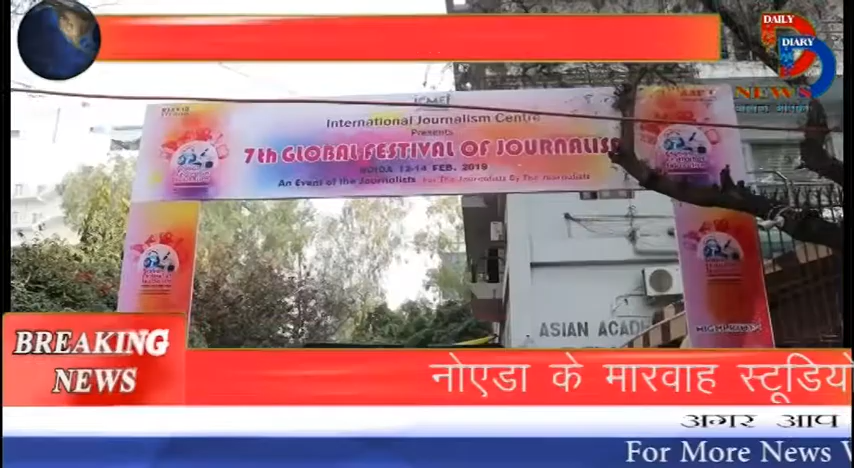 DAILY
DIARY
NEWS
International Journalism Centre
Presents
7th GLOBAL FESTIVAL OF JOURNALISM
NOIDA 12-14 FEB. 2019
An Event of the Journalists For The Journalists By The Journalists
ASIAN ACAD
BREAKING
NEWS
नोएडा के मारवाह स्टूडियो
अगर आप
For More News